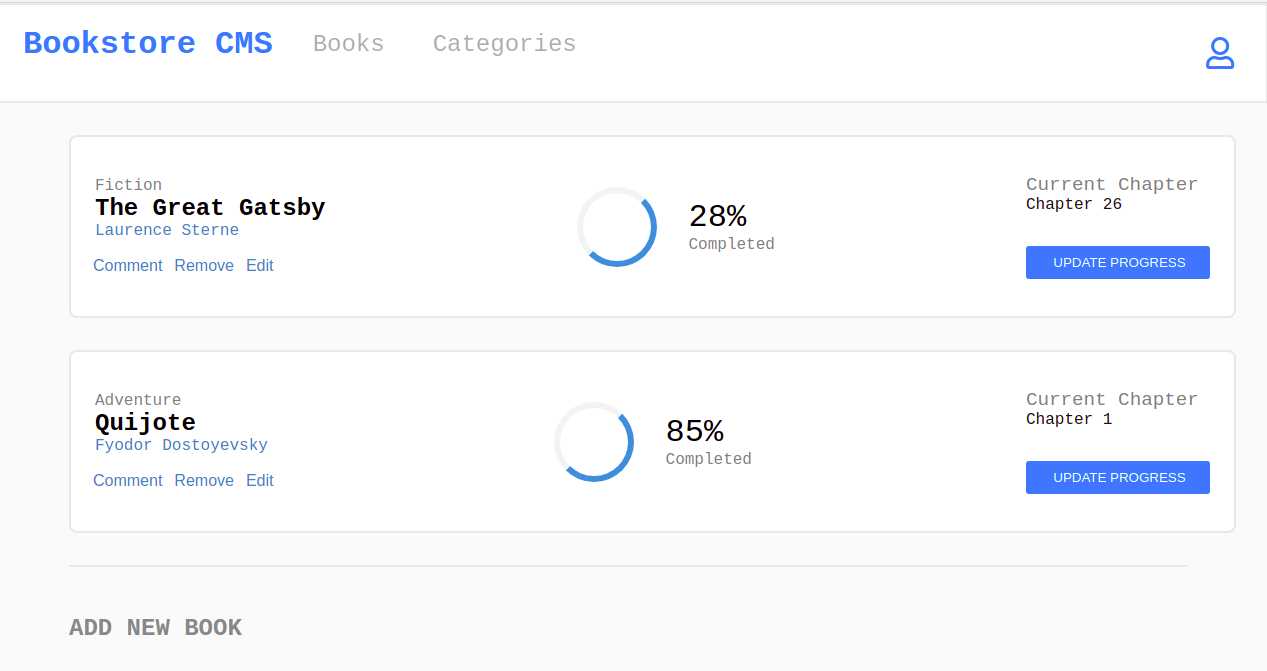 Bookstore CMS Books Categories
Fiction
The Great Gatsby
Laurence Sterne
Comment Remove Edit
28%
Completed
Current Chapter
Chapter 26
UPDATE PROGRESS
Adventure
Quijote
Fyodor Dostoyevsky
Comment Remove Edit
85%
Completed
Current Chapter
Chapter 1
UPDATE PROGRESS
ADD NEW BOOK